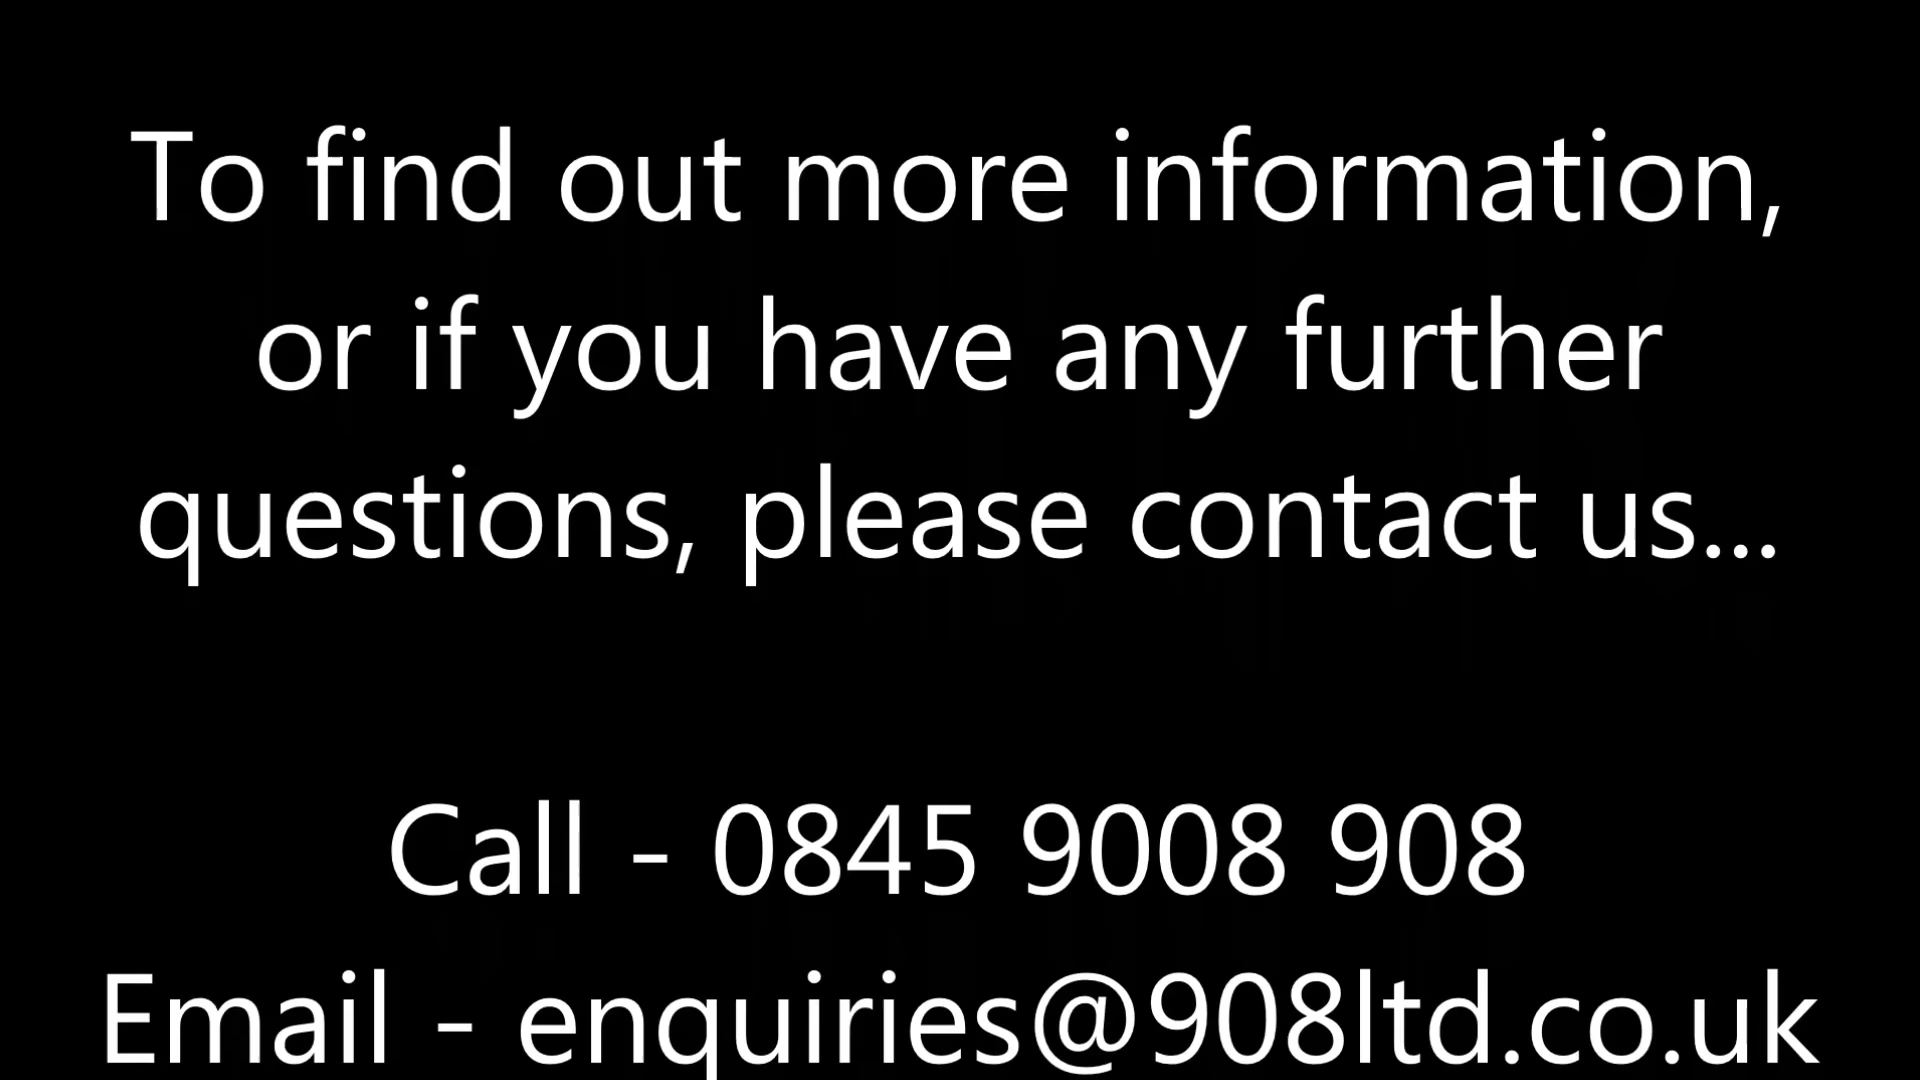 To find out more information,
or if you have any further
questions, please contact us...
Call - 0845 9008 908
Email - enquiries@908ltd.co.uk